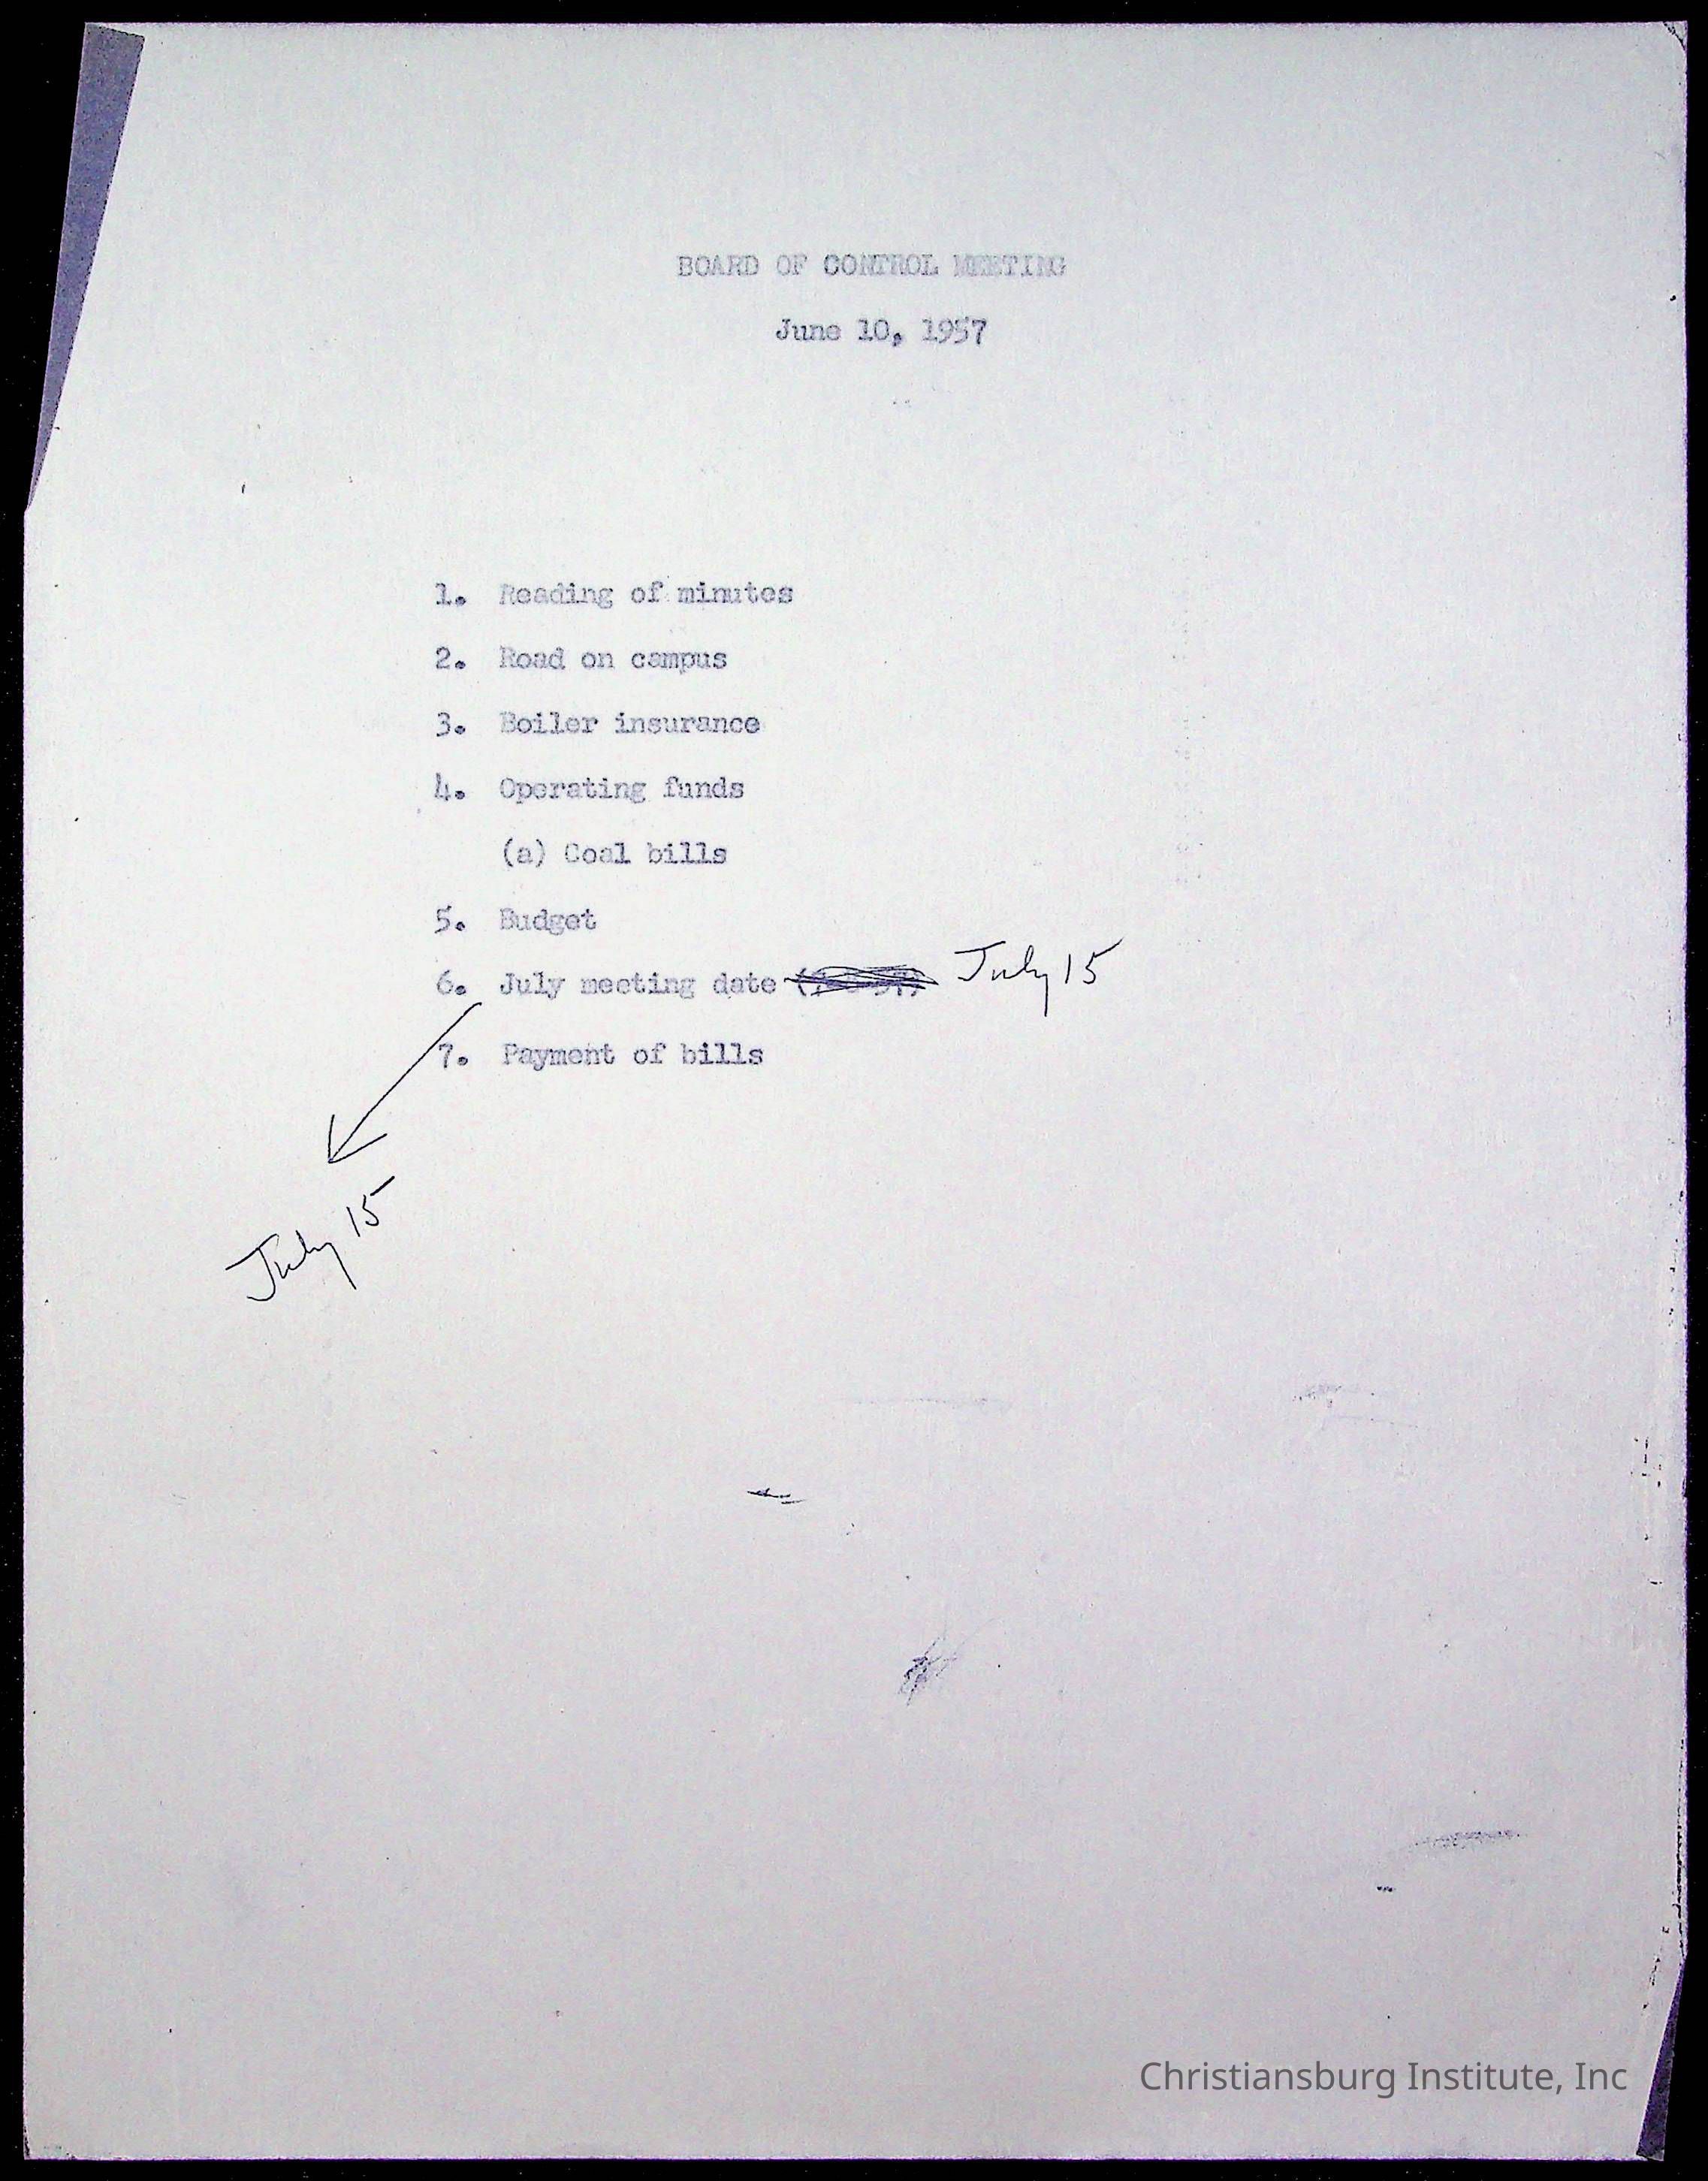 BOARD OF CONTROL MEETING
June 10, 1957
1. Reading of minutes
2. Road on campus
3. Boiler insurance
4. Operating funds
(a) Coal bills
5. Budget
6. July meeting date July 15
7. Payment of bills
July 15
Christiansburg Institute, Inc